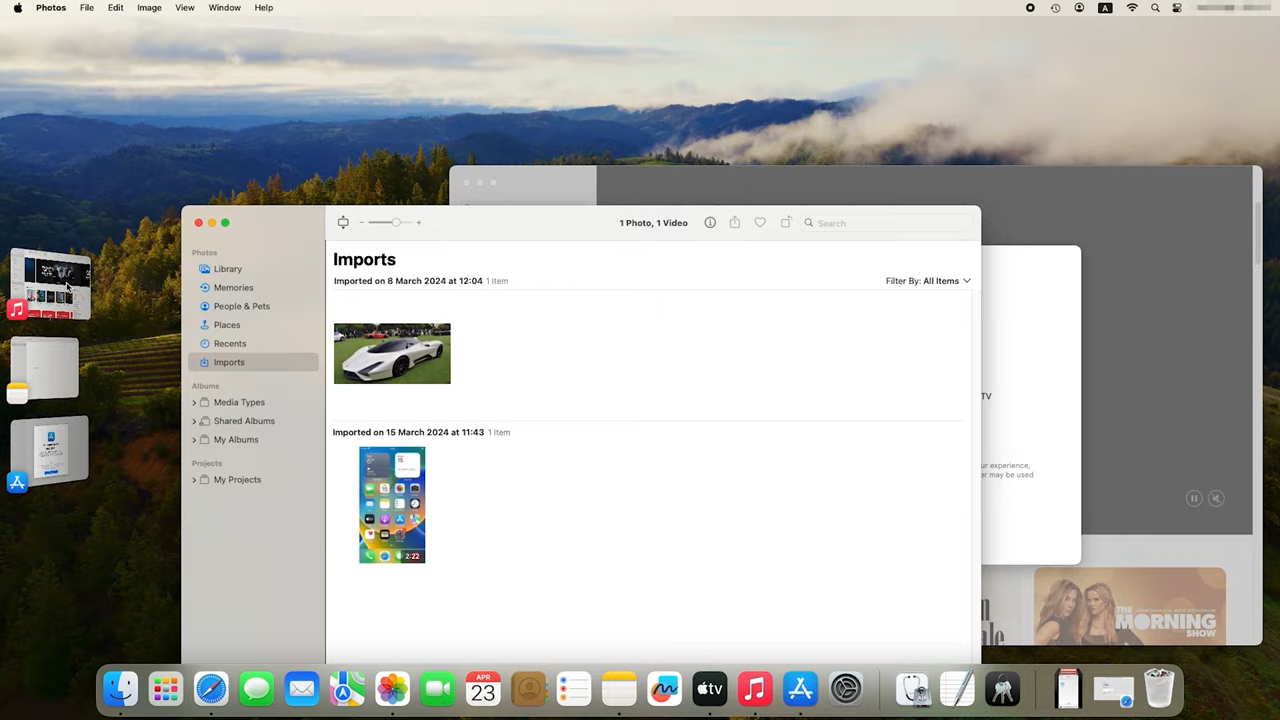 Photos File Edit Image View Window Help
A
1 Photo, 1 Video
Search
Photos
Library
Memories
People & Pets
Places
Recents
Imports
Albums
Media Types
Shared Albums
My Albums
Projects
My Projects
Imports
Imported on 8 March 2024 at 12:04 1 Item
Filter By: All Items
Imported on 15 March 2024 at 11:43 1 Item
2:22
TV
ur experience,
er may be used
THE
MORNING
SHOW
APR
23
tv